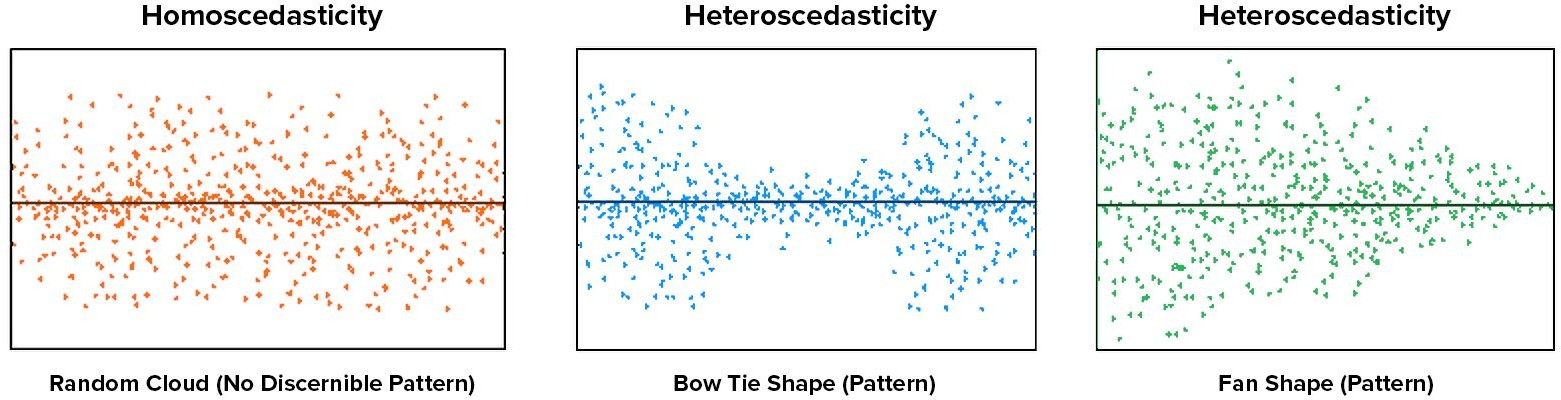 Homoscedasticity
Heteroscedasticity
Heteroscedasticity
Random Cloud (No Discernible Pattern)
Bow Tie Shape (Pattern)
Fan Shape (Pattern)